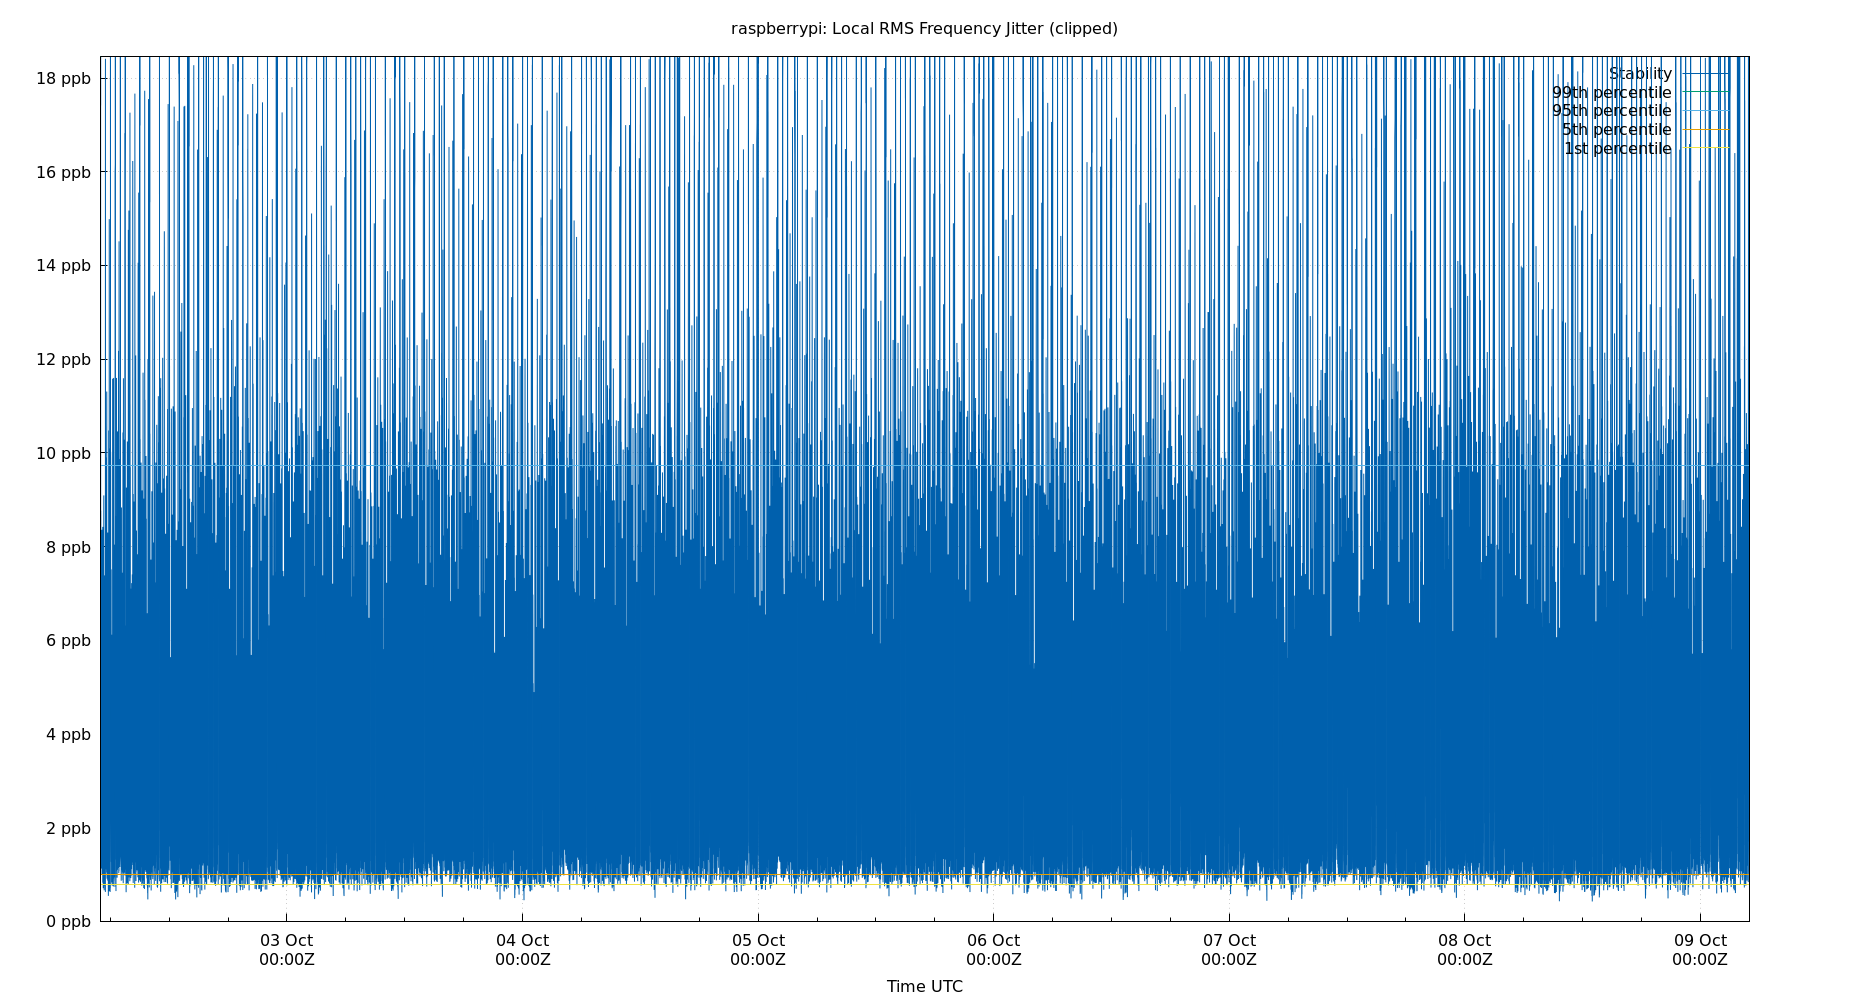 raspberrypi: Local RMS Frequency Jitter (clipped)
18 ppb
16 ppb
14 ppb
12 ppb
10 ppb
8 ppb
6 ppb
4 ppb
2 ppb
0 ppb
Stability
99th percentile
95th percentile
5th percentile
1st percentile
03 Oct 04 Oct 05 Oct 06 Oct 07 Oct 08 Oct 09 Oct
00:00Z 00:00Z 00:00Z 00:00Z 00:00Z 00:00Z 00:00Z
Time UTC